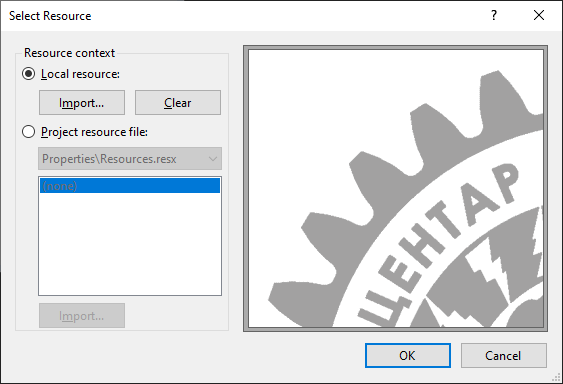 Select Resource
Resource context
Local resource:
Import...
Clear
Project resource file:
Properties\Resources.resx
(none)
Import...
ЦЕНТАР
OK
Cancel